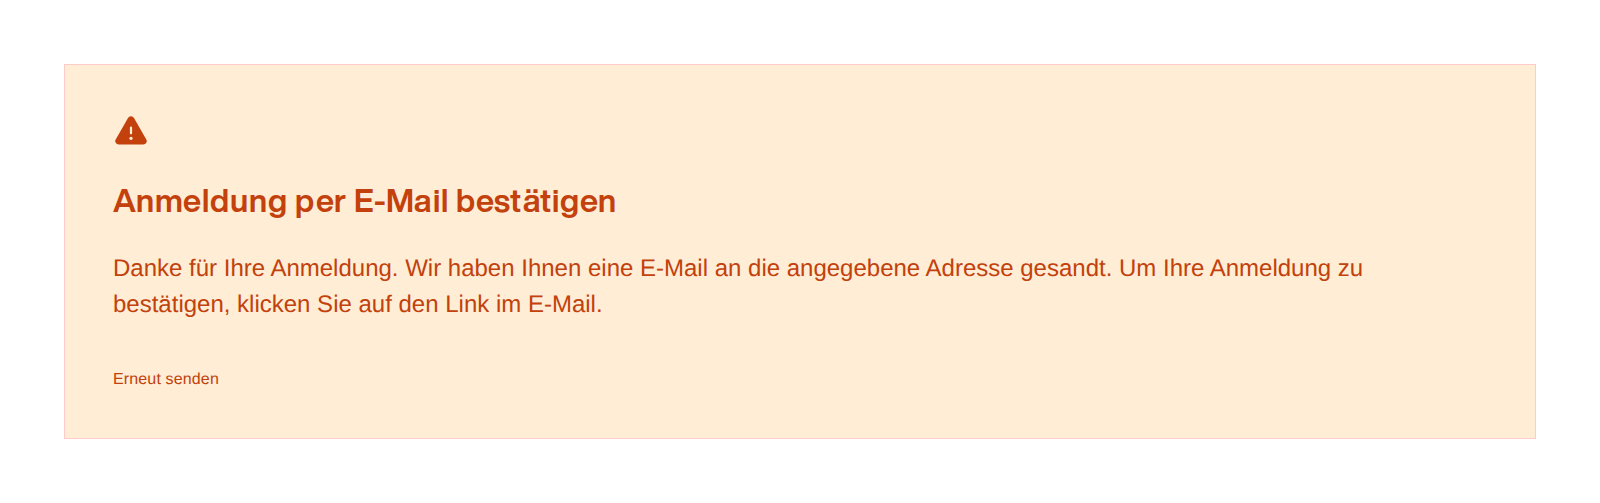 Anmeldung per E-Mail bestätigen
Danke für Ihre Anmeldung. Wir haben Ihnen eine E-Mail an die angegebene Adresse gesandt. Um Ihre Anmeldung zu
bestätigen, klicken Sie auf den Link im E-Mail.
Erneut senden